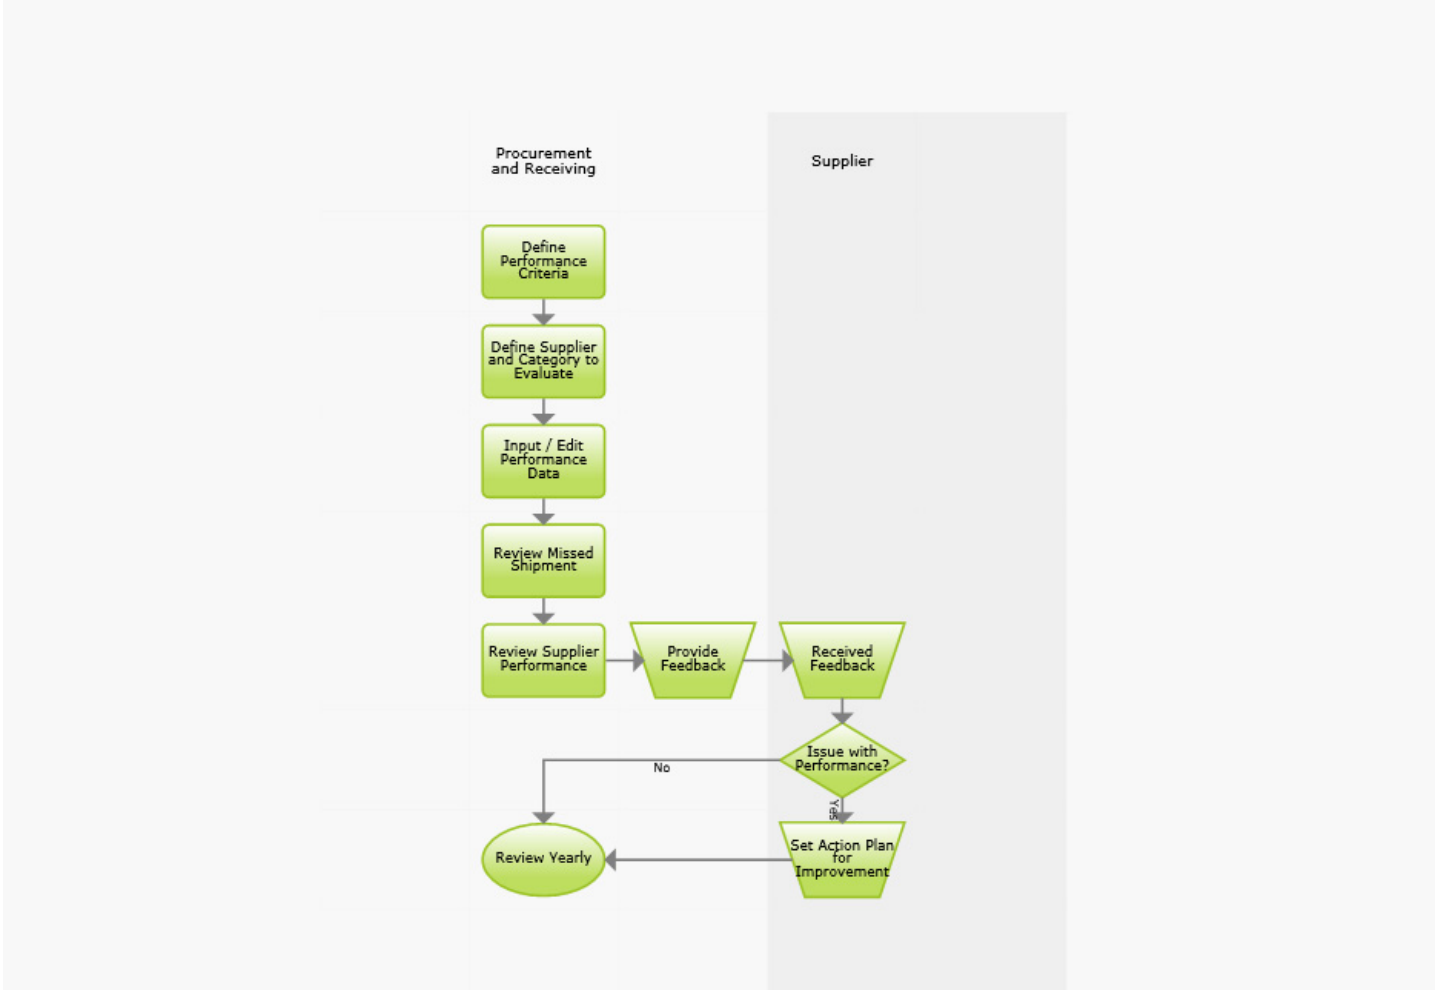 Procurement
and Receiving
Supplier
Define
Performance
Criteria
Define Supplier
and Category to
Evaluate
Input / Edit
Performance
Data
Review Missed
Shipment
Review Supplier
Performance
Provide
Feedback
Received
Feedback
Issue with
Performance?
No
Yes
Review Yearly
Set Action Plan
for
Improvement